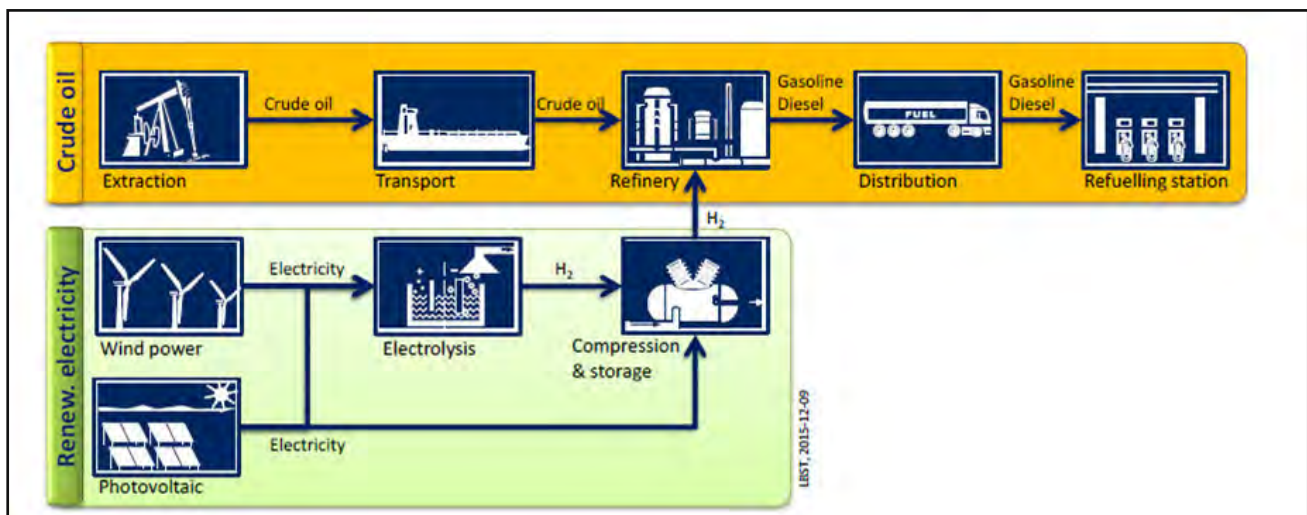 Crude oil
Crude oil
Crude oil
Gasoline
Diesel
Gasoline
Diesel
FUEL
Extraction
Transport
Refinery
Distribution
Refuelling station
H₂
Renew. electricity
Electricity
H₂
Wind power
Electrolysis
Compression
& storage
Electricity
Photovoltaic
LBST, 2015-12-09